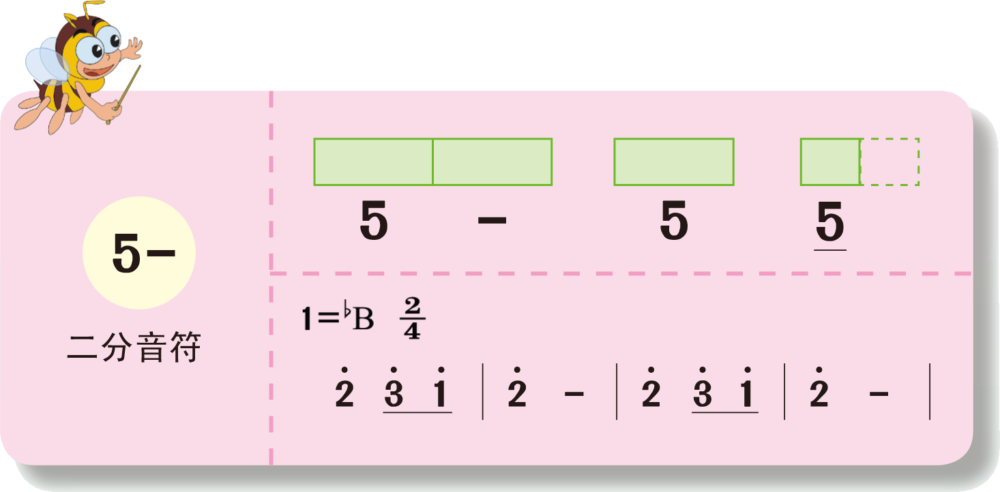 5-
二分音符
5 - 5 5̲
1=♭B 2/4
2̇ 3̲̇ 1̲̇ | 2̇ - | 2̇ 3̲̇ 1̲̇ | 2̇ - |